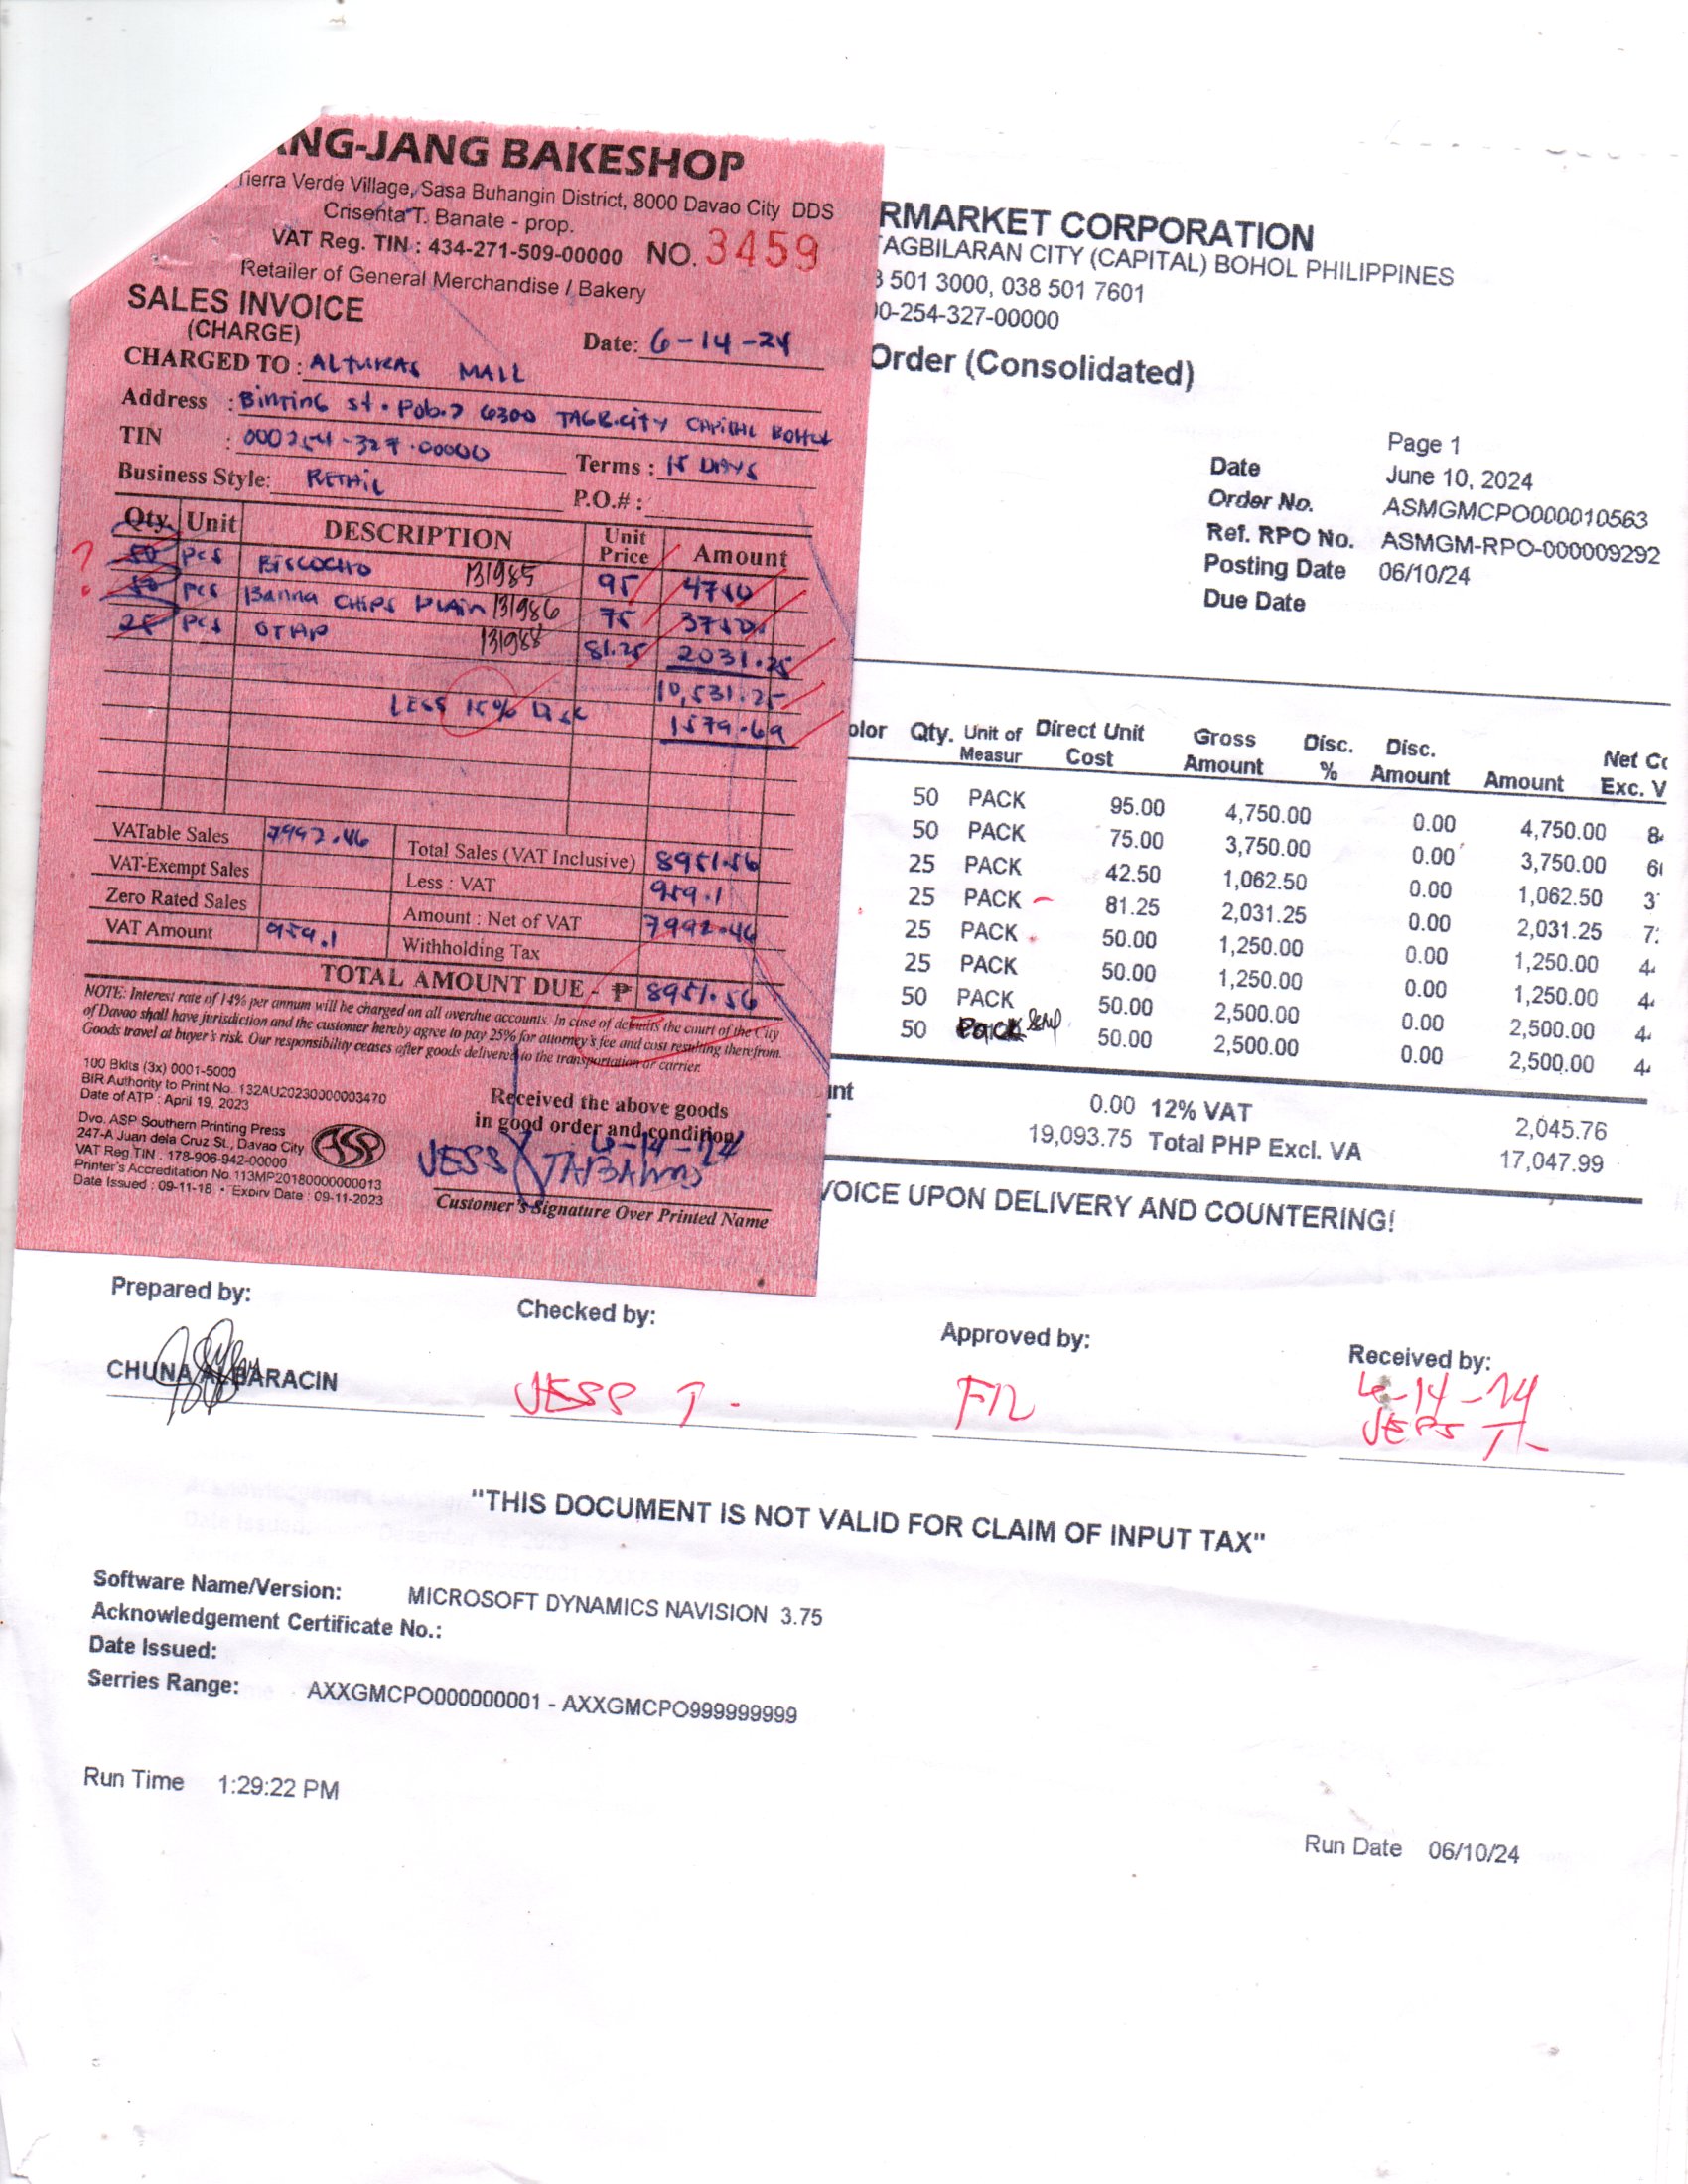 NG-JANG BAKESHOP
Tierra Verde Village, Sasa Buhangin District, 8000 Davao City DDS
Crisenta T. Banate - prop.
VAT Reg. TIN : 434-271-509-00000 NO. 3459
Retailer of General Merchandise / Bakery
SALES INVOICE
(CHARGE)
Date: 6-14-24
CHARGED TO : ALTURAS MALL
Address : St. Pob.2 6300 TAGB.CITY CAPITAL BOHOL
TIN : 000254-327-00000
Terms : 15 DAYS
Business Style: RETAIL
P.O.# :
Qty. Unit DESCRIPTION Unit Price Amount
50 pcs BISCOCHO 131985 95 4750
50 pcs Banna CHIPS PLAIN 131986 75 3750
25 pcs OTAP 131988 81.25 2031.25
10,531.25
LESS 15% Disc 1579.69
VATable Sales 7992.46 Total Sales (VAT Inclusive) 8951.56
VAT-Exempt Sales Less : VAT 959.1
Zero Rated Sales Amount : Net of VAT 7992.46
VAT Amount 959.1 Withholding Tax
TOTAL AMOUNT DUE - ₱ 8951.56
NOTE: Interest rate of 14% per annum will be charged on all overdue accounts. In case of defaults the court of the City
of Davao shall have jurisdiction and the customer hereby agree to pay 25% for attorney's fee and cost resulting therefrom.
Goods travel at buyer's risk. Our responsibility ceases after goods delivered to the transportation or carrier.
100 Bklts (3x) 0001-5000
BIR Authority to Print No. 132AU20230000003470
Date of ATP : April 19, 2023
Dvo. ASP Southern Printing Press
247-A Juan dela Cruz St., Davao City
VAT Reg TIN : 178-906-942-00000
Printer's Accreditation No. 113MP20180000000013
Date Issued : 09-11-18 • Expiry Date : 09-11-2023
ASP
Received the above goods
in good order and condition
6-14-24
JESS
Customer's Signature Over Printed Name
RMARKET CORPORATION
TAGBILARAN CITY (CAPITAL) BOHOL PHILIPPINES
8 501 3000, 038 501 7601
00-254-327-00000
Order (Consolidated)
Page 1
Date June 10, 2024
Order No. ASMGMCPO000010563
Ref. RPO No. ASMGM-RPO-000009292
Posting Date 06/10/24
Due Date
olor Qty. Unit of Measur Direct Unit Cost Gross Amount Disc. % Disc. Amount Amount Net Co Exc. V
50 PACK 95.00 4,750.00 0.00 4,750.00 8
50 PACK 75.00 3,750.00 0.00 3,750.00 6
25 PACK 42.50 1,062.50 0.00 1,062.50 3
25 PACK 81.25 2,031.25 0.00 2,031.25 7
25 PACK 50.00 1,250.00 0.00 1,250.00 4
25 PACK 50.00 1,250.00 0.00 1,250.00 4
50 PACK 50.00 2,500.00 0.00 2,500.00 4
50 Pack 50.00 2,500.00 0.00 2,500.00 4
nt 0.00 12% VAT 2,045.76
19,093.75 Total PHP Excl. VA 17,047.99
VOICE UPON DELIVERY AND COUNTERING!
Prepared by: Checked by: Approved by: Received by:
CHUNA ALBARACIN JESS T. 6-14-24
JESS T.
"THIS DOCUMENT IS NOT VALID FOR CLAIM OF INPUT TAX"
Software Name/Version: MICROSOFT DYNAMICS NAVISION 3.75
Acknowledgement Certificate No.:
Date Issued:
Serries Range: AXXGMCPO000000001 - AXXGMCPO999999999
Run Time 1:29:22 PM
Run Date 06/10/24